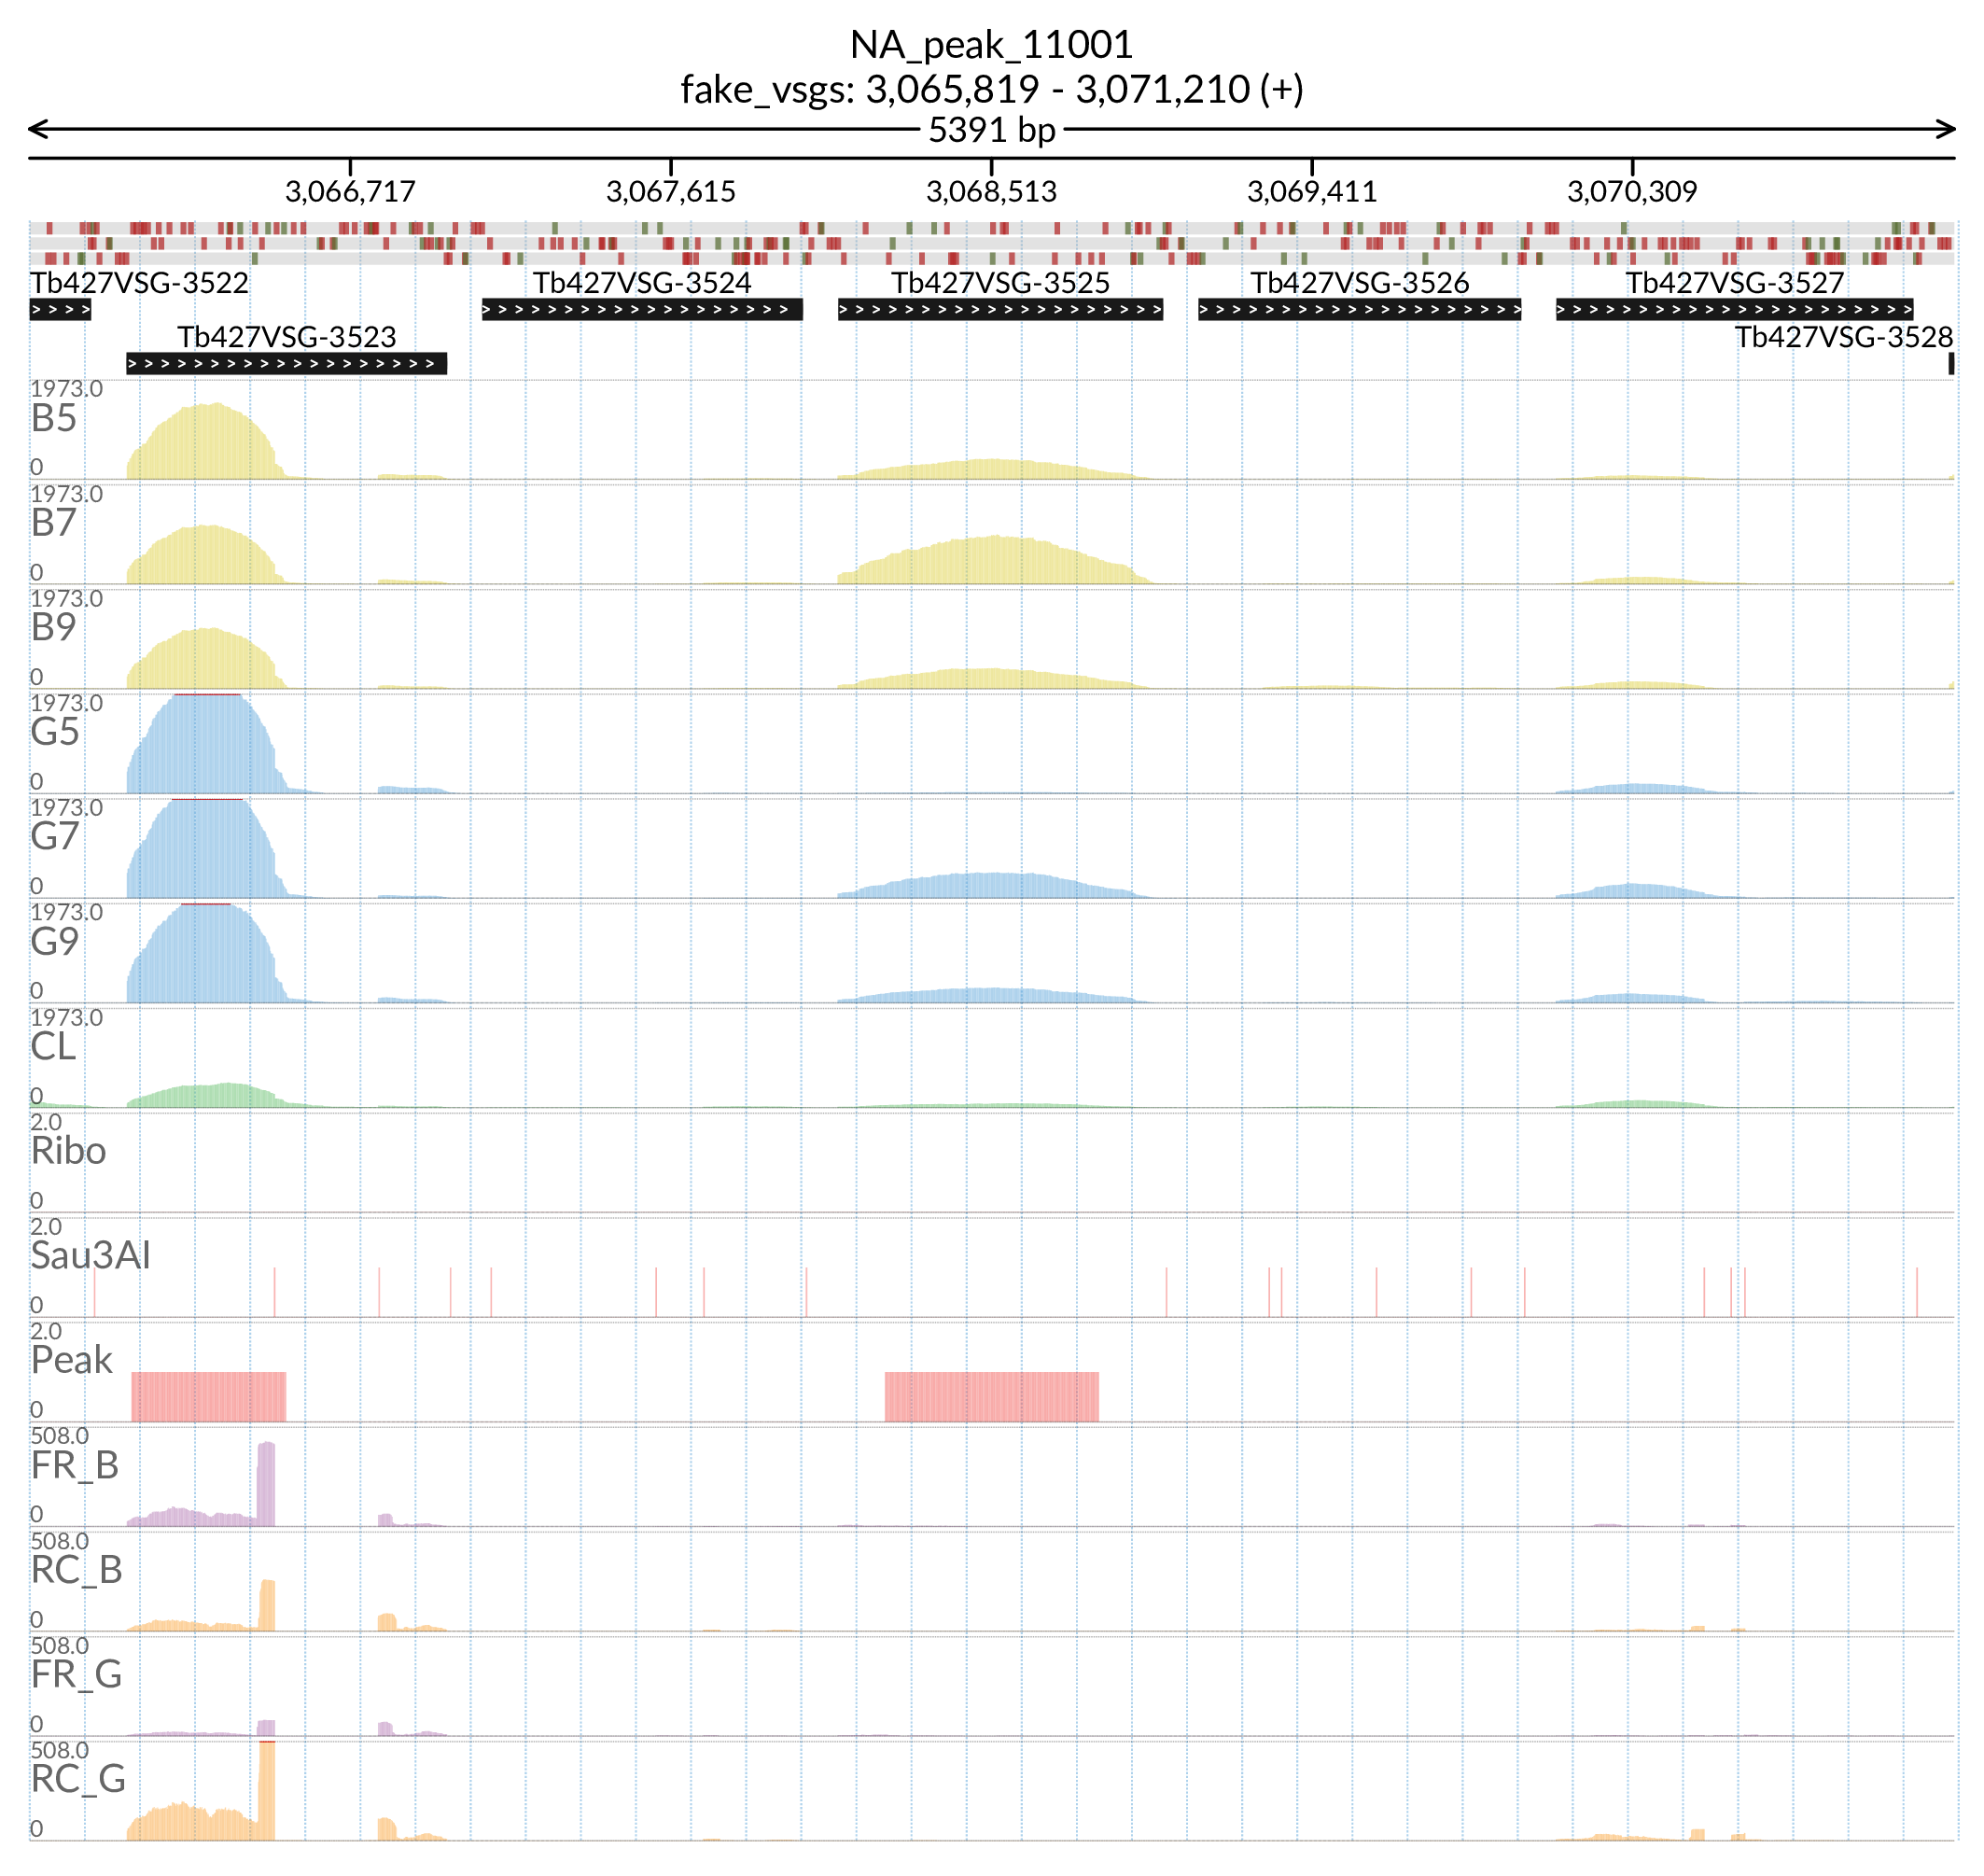 NA_peak_11001
fake_vsgs: 3,065,819 - 3,071,210 (+)
5391 bp
3,066,717 3,067,615 3,068,513 3,069,411 3,070,309
Tb427VSG-3522 Tb427VSG-3524 Tb427VSG-3525 Tb427VSG-3526 Tb427VSG-3527
Tb427VSG-3523 Tb427VSG-3528
1973.0
B5
0
1973.0
B7
0
1973.0
B9
0
1973.0
G5
0
1973.0
G7
0
1973.0
G9
0
1973.0
CL
0
2.0
Ribo
0
2.0
Sau3AI
0
2.0
Peak
0
508.0
FR_B
0
508.0
RC_B
0
508.0
FR_G
0
508.0
RC_G
0